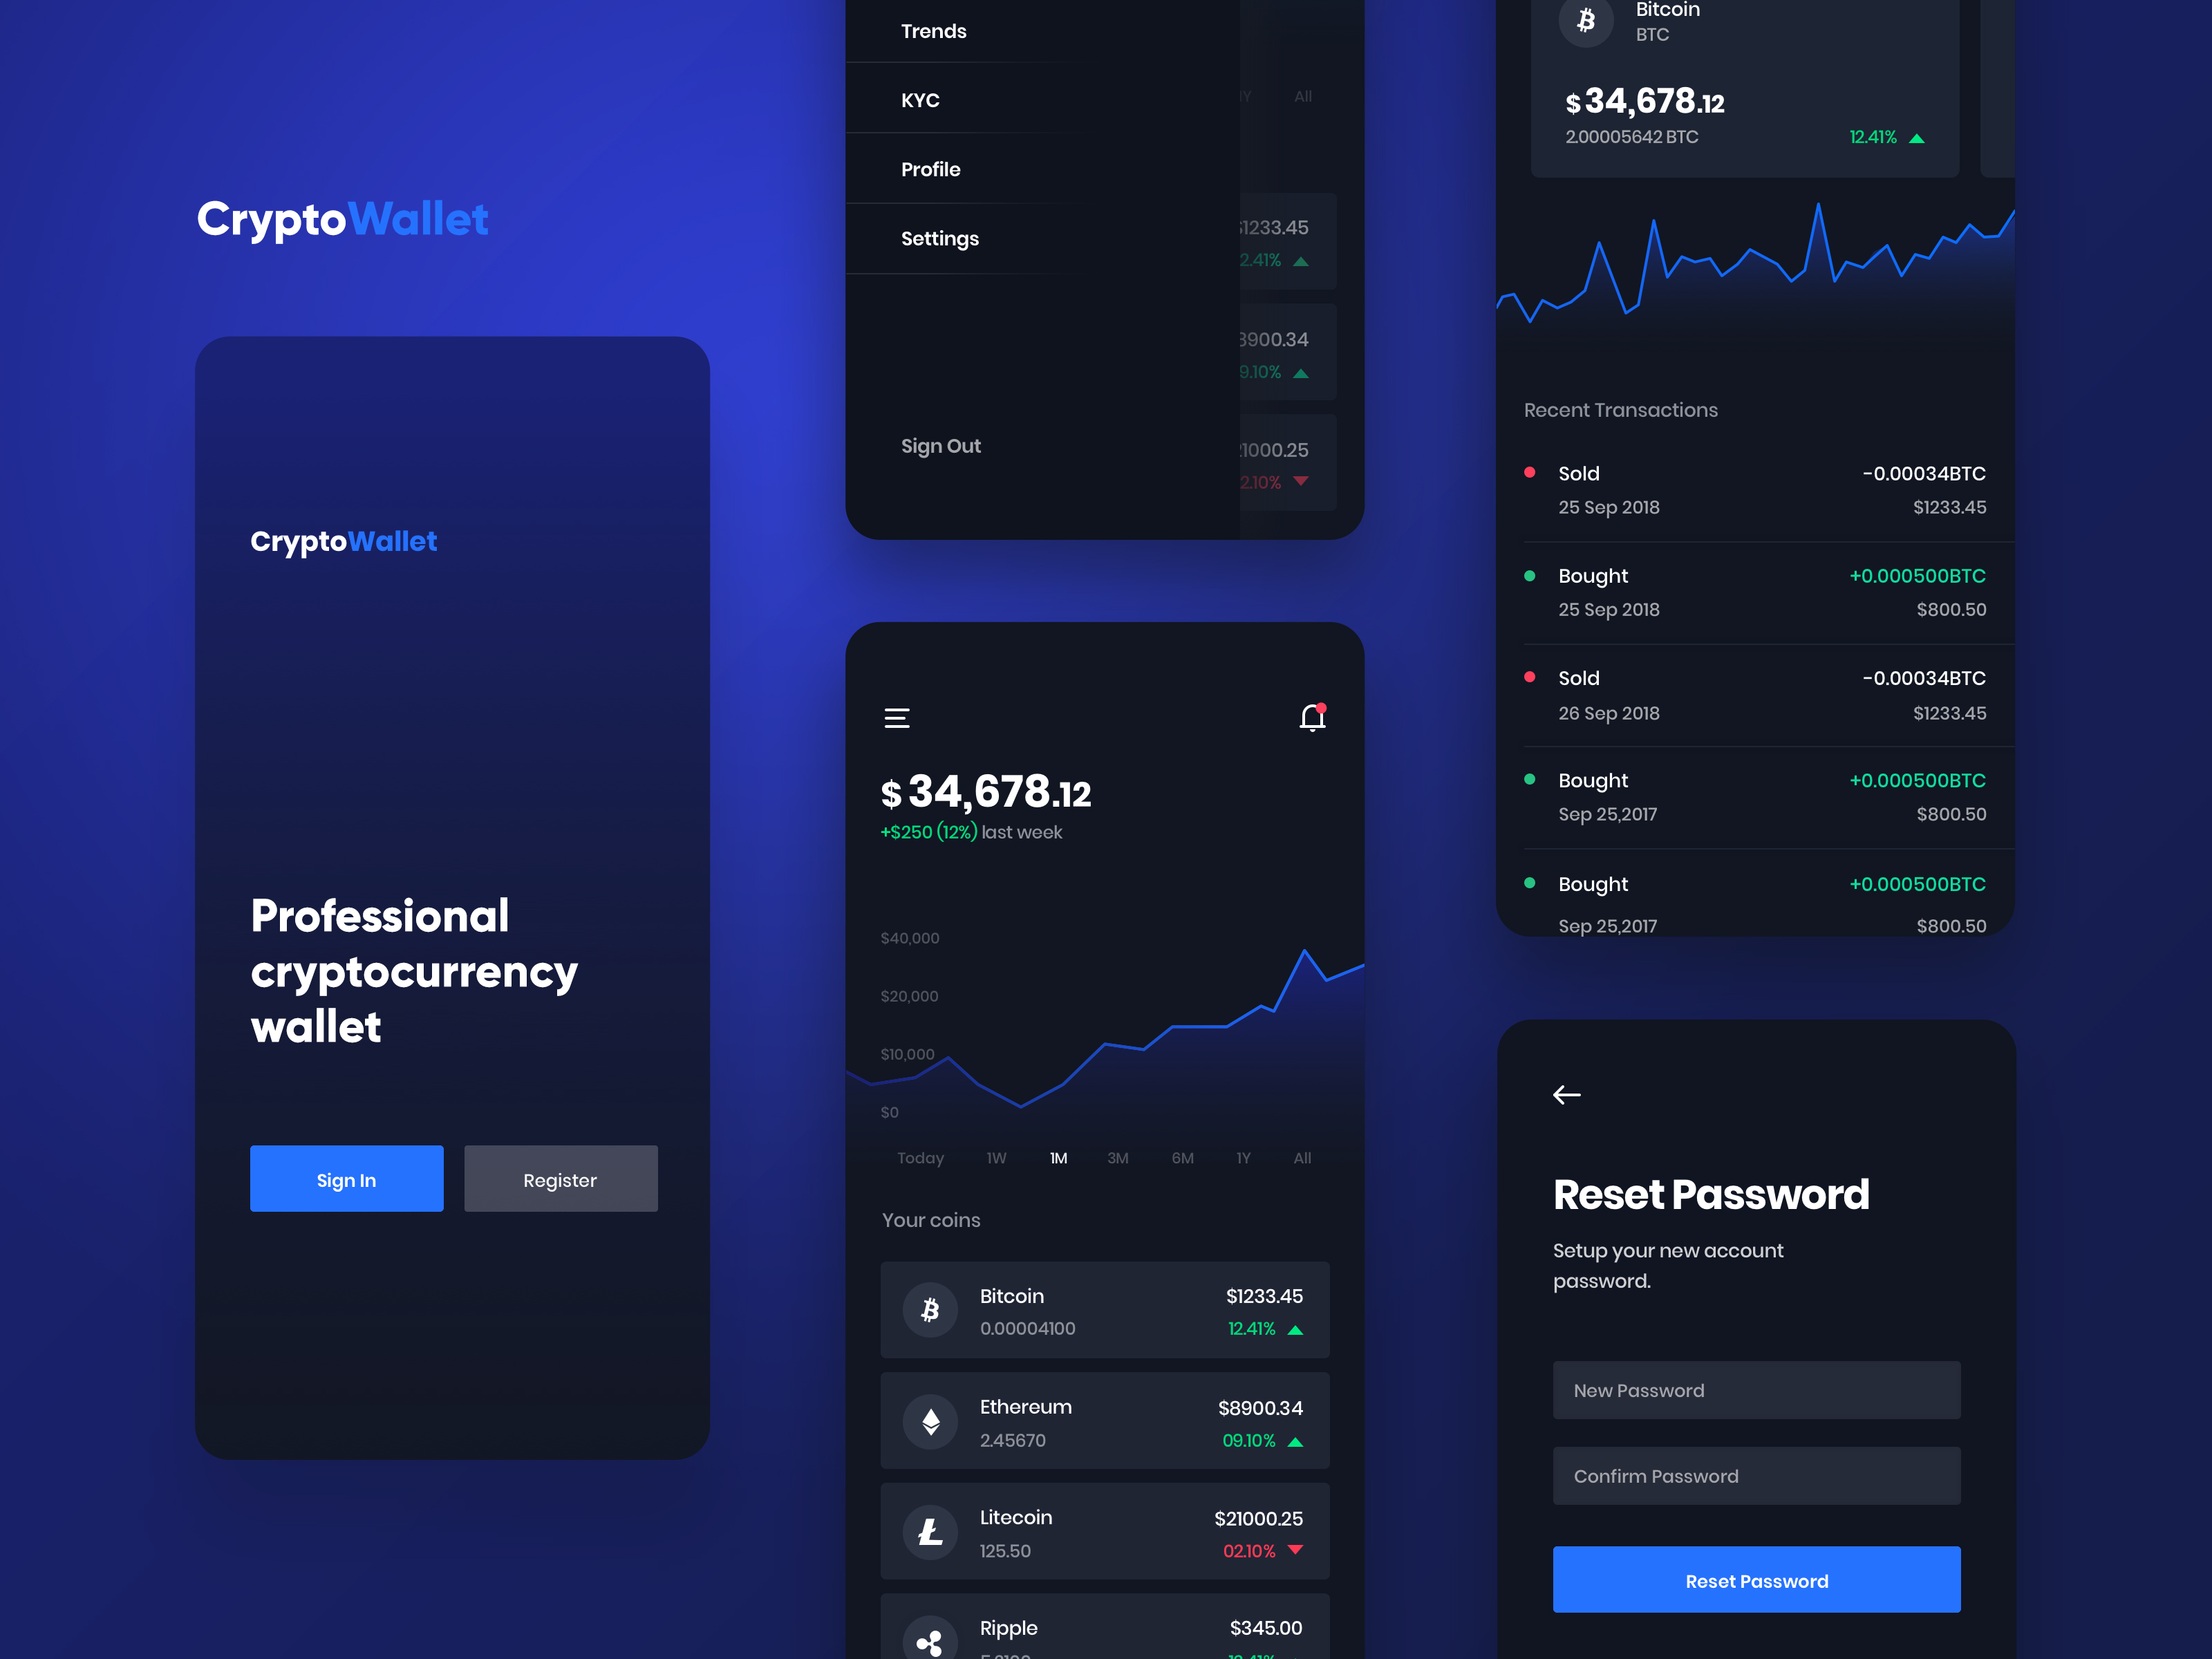 CryptoWallet
CryptoWallet
Professional
cryptocurrency
wallet
Sign In
Register
Trends
KYC
Profile
Settings
Sign Out
1Y
All
$1233.45
2.41%
8900.34
9.10%
21000.25
2.10%
$34,678.12
+$250 (12%) last week
$40,000
$20,000
$10,000
$0
Today
1W
1M
3M
6M
1Y
All
Your coins
Bitcoin
$1233.45
0.00004100
12.41%
Ethereum
$8900.34
2.45670
09.10%
Litecoin
$21000.25
125.50
02.10%
Ripple
$345.00
Bitcoin
BTC
$34,678.12
2.00005642 BTC
12.41%
Recent Transactions
Sold
-0.00034BTC
25 Sep 2018
$1233.45
Bought
+0.000500BTC
25 Sep 2018
$800.50
Sold
-0.00034BTC
26 Sep 2018
$1233.45
Bought
+0.000500BTC
Sep 25,2017
$800.50
Bought
+0.000500BTC
Sep 25,2017
$800.50
Reset Password
Setup your new account
password.
New Password
Confirm Password
Reset Password